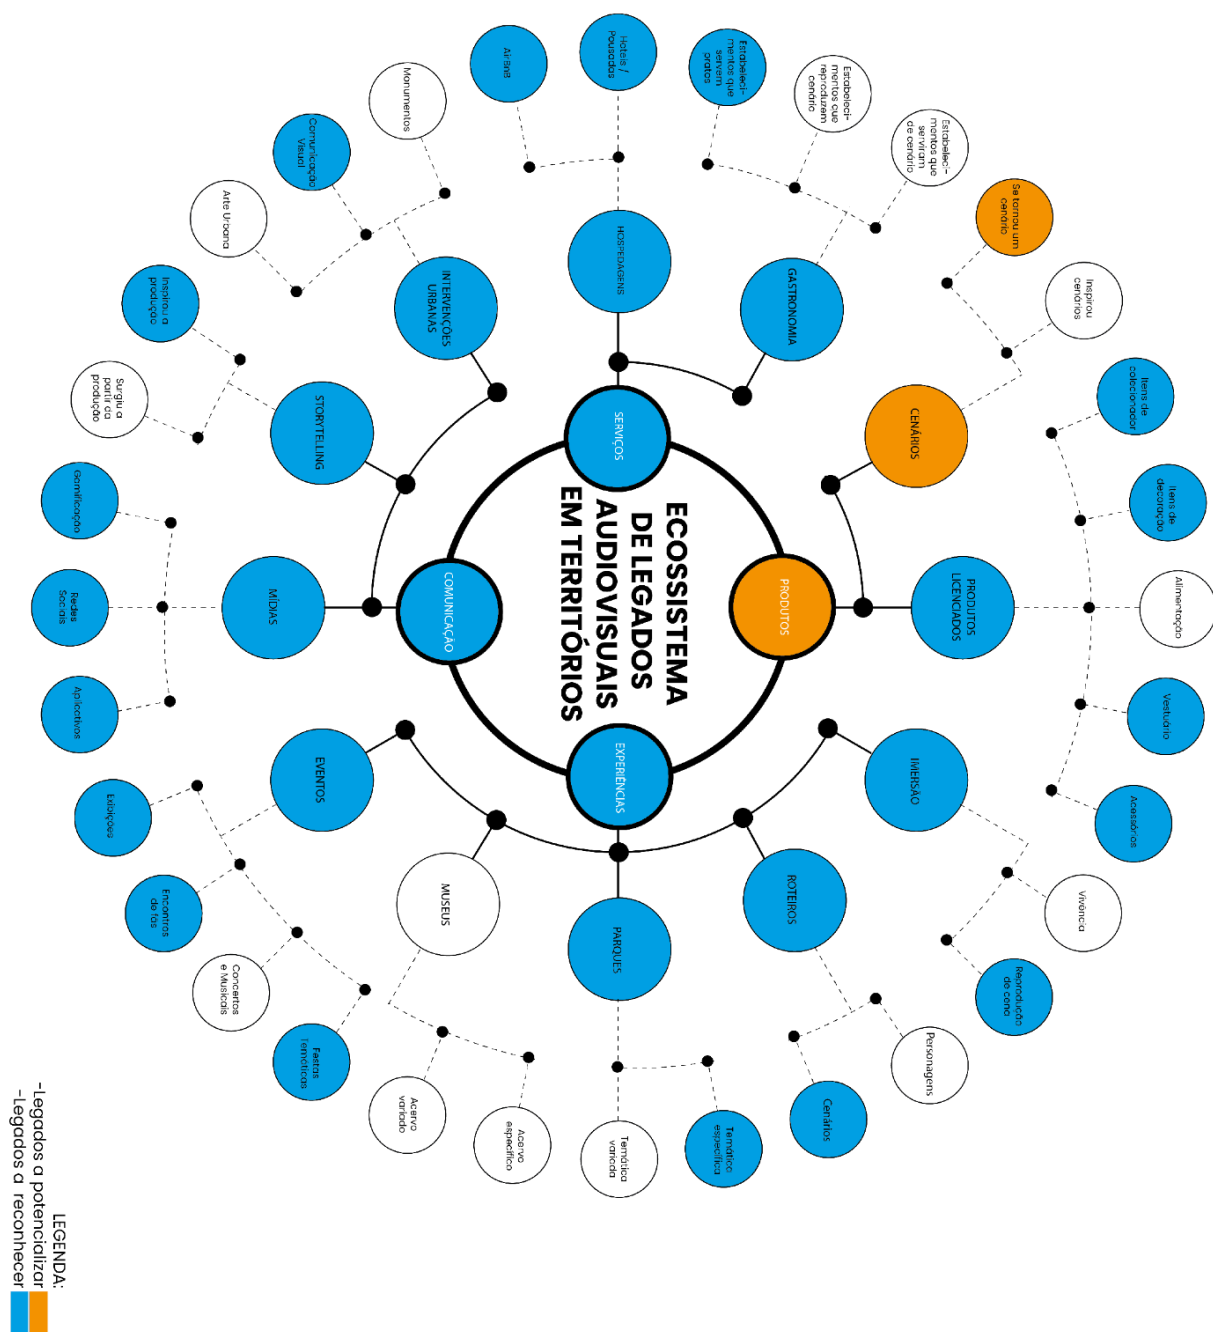 ECOSSISTEMA
DE LEGADOS
AUDIOVISUAIS
EM TERRITÓRIOS
PRODUTOS
CENÁRIOS
Se tornou um
cenário
Inspirou
cenários
PRODUTOS
LICENCIADOS
Itens de
colecionador
Itens de
decoração
Alimentação
Vestuário
Acessórios
EXPERIÊNCIAS
IMERSÃO
Vivência
Reprodução
de cena
ROTEIROS
Personagens
Cenários
PARQUES
Temática
específica
Temática
variada
MUSEUS
Acervo
específico
Acervo
variado
EVENTOS
Festas
Temáticas
Concertos
e Musicais
Encontros
de fãs
Exibições
COMUNICAÇÃO
MÍDIAS
Aplicativos
Redes
Sociais
Gamificação
STORYTELLING
Surgiu a
partir da
produção
Inspirou a
produção
INTERVENÇÕES
URBANAS
Arte Urbana
Comunicação
Visual
Monumentos
SERVIÇOS
HOSPEDAGENS
AirBnB
Hotéis /
Pousadas
GASTRONOMIA
Estabeleci-
mentos que
servem
pratos
Estabeleci-
mentos que
reproduzem
cenário
Estabeleci-
mentos que
serviram
de cenário
LEGENDA:
-Legados a potencializar
-Legados a reconhecer